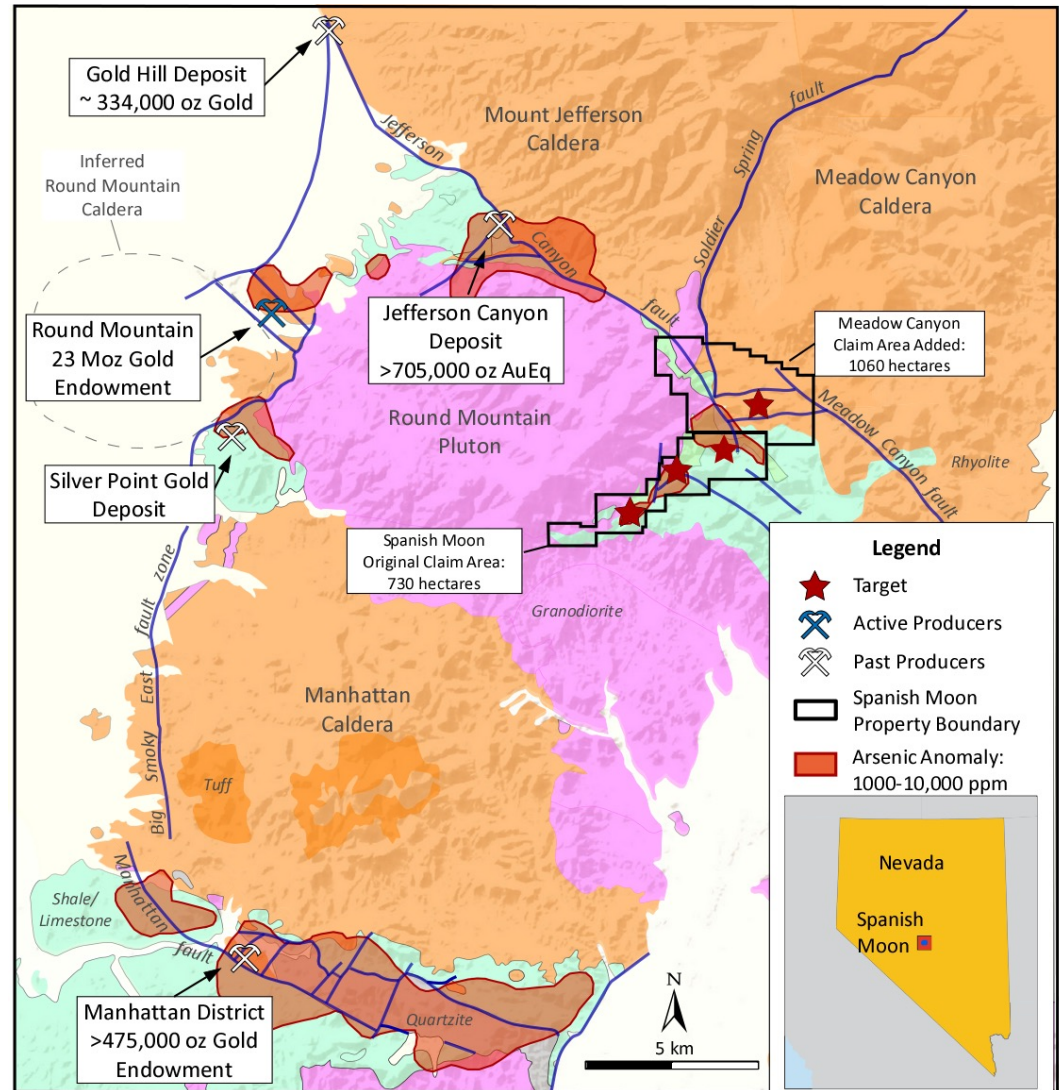 Gold Hill Deposit
~ 334,000 oz Gold
Jefferson
Mount Jefferson
Caldera
Spring
fault
Inferred
Round Mountain
Caldera
Meadow Canyon
Caldera
Soldier
Canyon
fault
Round Mountain
23 Moz Gold
Endowment
Jefferson Canyon
Deposit
>705,000 oz AuEq
Meadow Canyon
Claim Area Added:
1060 hectares
Round Mountain
Pluton
Meadow Canyon fault
Rhyolite
Silver Point Gold
Deposit
Spanish Moon
Original Claim Area:
730 hectares
Granodiorite
Big Smoky East fault zone
Manhattan
Caldera
Tuff
Legend
Target
Active Producers
Past Producers
Spanish Moon
Property Boundary
Arsenic Anomaly:
1000-10,000 ppm
Shale/
Limestone
Manhattan
fault
Nevada
Spanish
Moon
Manhattan District
>475,000 oz Gold
Endowment
Quartzite
N
5 km